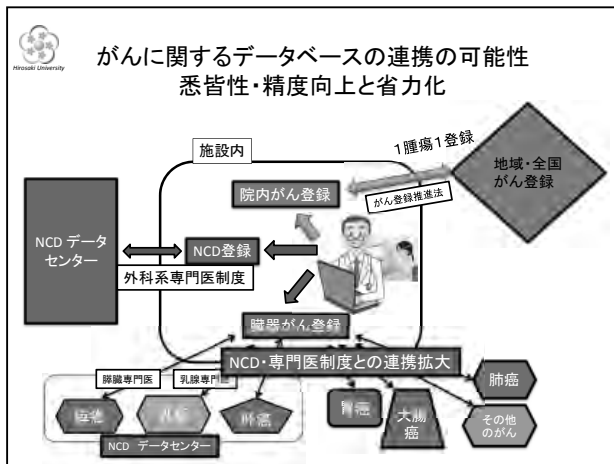 Hirosaki University
がんに関するデータベースの連携の可能性
悉皆性・精度向上と省力化
施設内
1腫瘍1登録
地域・全国
がん登録
院内がん登録
がん登録推進法
NCD データ
センター
NCD登録
外科系専門医制度
臓器がん登録
NCD・専門医制度との連携拡大
膵臓専門医
乳腺専門医
膵癌
乳癌
肝癌
胃癌
大腸
癌
肺癌
その他
のがん
NCD データセンター